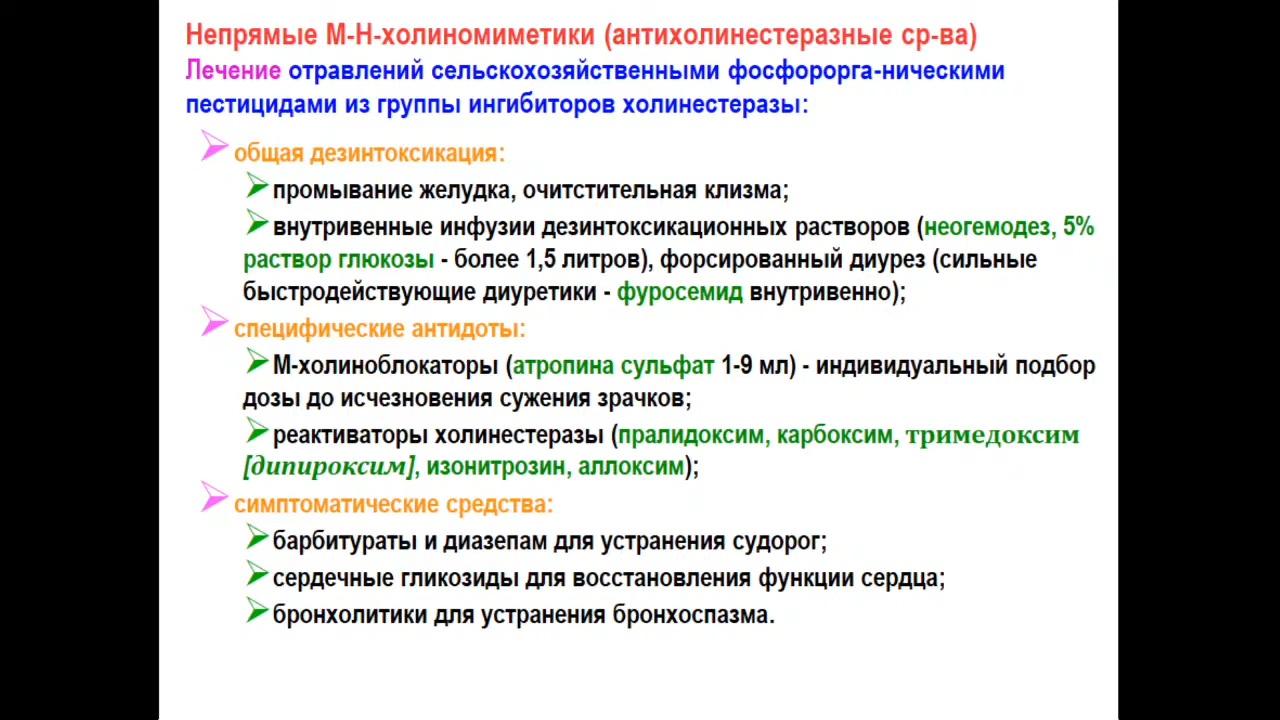 Непрямые М-Н-холиномиметики (антихолинестеразные ср-ва)
Лечение отравлений сельскохозяйственными фосфорорга-ническими
пестицидами из группы ингибиторов холинестеразы:
общая дезинтоксикация:
промывание желудка, очитстительная клизма;
внутривенные инфузии дезинтоксикационных растворов (неогемодез, 5%
раствор глюкозы - более 1,5 литров), форсированный диурез (сильные
быстродействующие диуретики - фуросемид внутривенно);
специфические антидоты:
М-холиноблокаторы (атропина сульфат 1-9 мл) - индивидуальный подбор
дозы до исчезновения сужения зрачков;
реактиваторы холинестеразы (пралидоксим, карбоксим, тримедоксим
[дипироксим], изонитрозин, аллоксим);
симптоматические средства:
барбитураты и диазепам для устранения судорог;
сердечные гликозиды для восстановления функции сердца;
бронхолитики для устранения бронхоспазма.